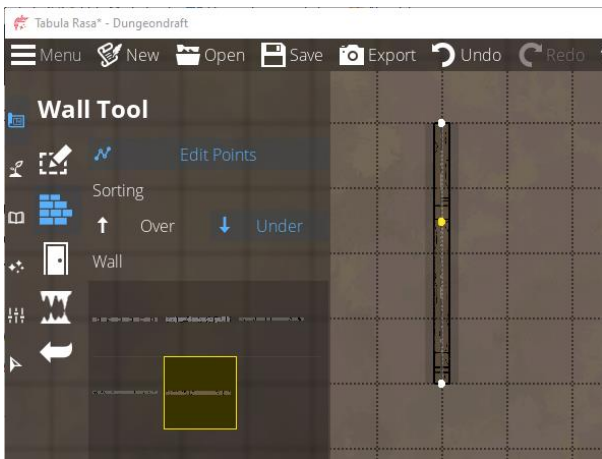 Tabula Rasa* - Dungeondraft
Menu New Open Save Export Undo Redo
Wall Tool
Edit Points
Sorting
Over Under
Wall